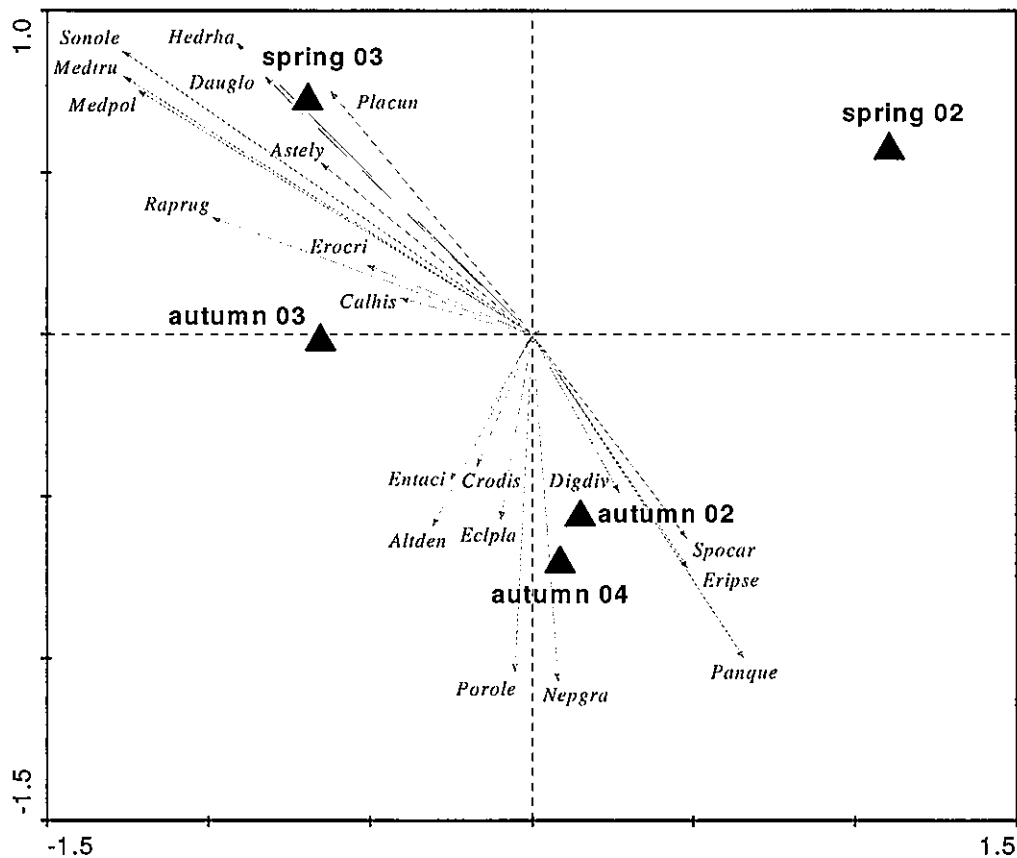 1.0
Sonole
Hedrha
spring 03
Medtru
Dauglo
Medpol
Placun
spring 02
Astely
Raprug
Erocri
Calhis
autumn 03
Entaci
Crodis
Digdiv
Altden
Eclpla
autumn 02
Spocar
Eripse
autumn 04
Panque
Porole
Nepgra
-1.5
-1.5
1.5